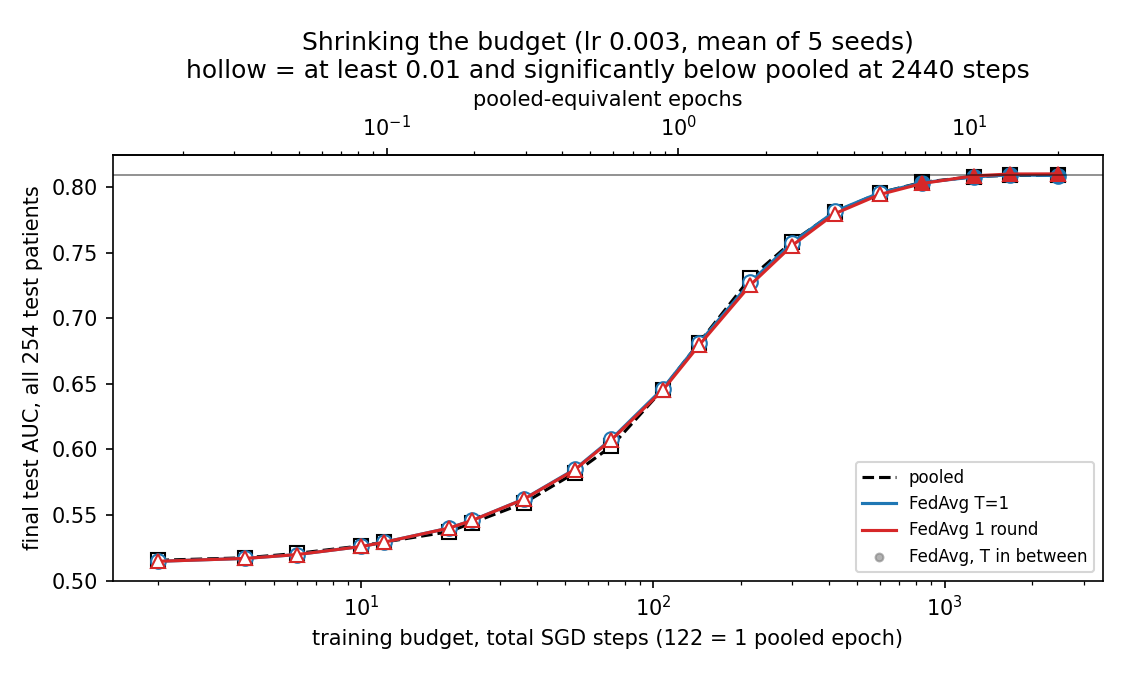 Shrinking the budget (lr 0.003, mean of 5 seeds)
hollow = at least 0.01 and significantly below pooled at 2440 steps
pooled-equivalent epochs
10⁻¹ 10⁰ 10¹
final test AUC, all 254 test patients
0.80
0.75
0.70
0.65
0.60
0.55
0.50
pooled
FedAvg T=1
FedAvg 1 round
FedAvg, T in between
10¹ 10² 10³
training budget, total SGD steps (122 = 1 pooled epoch)